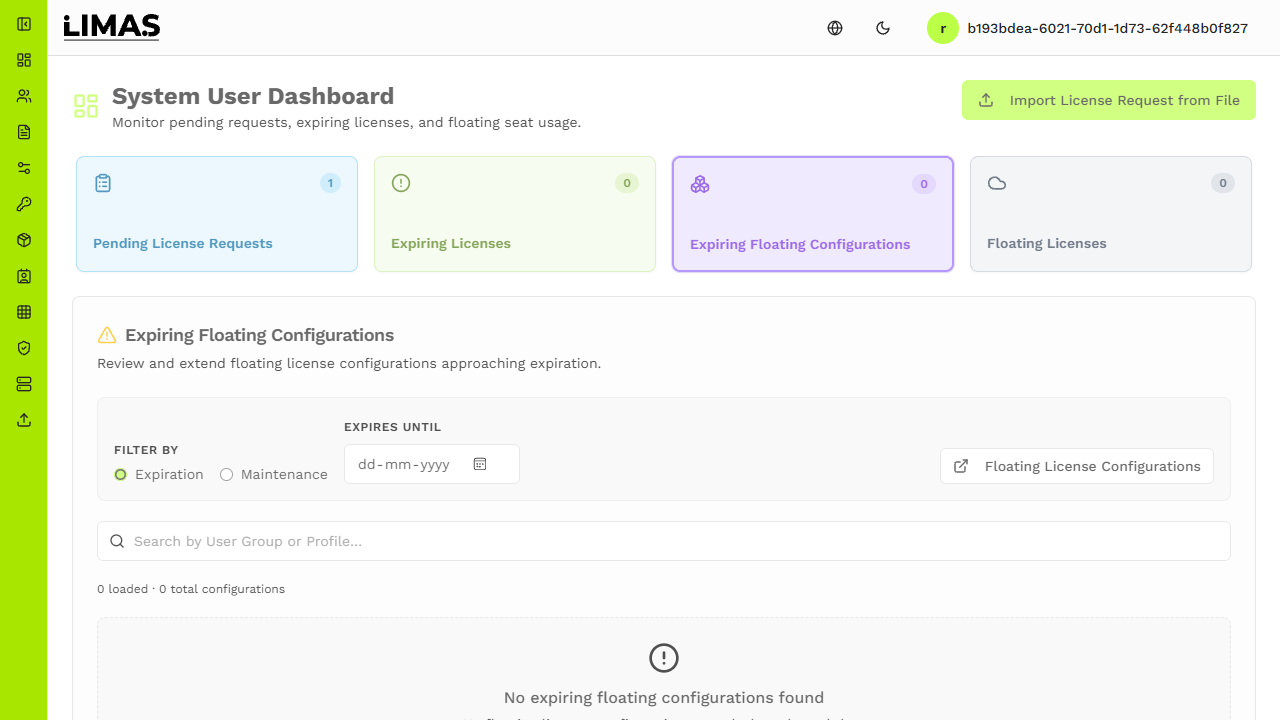 LIMAS
r
b193bdea-6021-70d1-1d73-62f448b0f827
System User Dashboard
Monitor pending requests, expiring licenses, and floating seat usage.
Import License Request from File
1
Pending License Requests
0
Expiring Licenses
0
Expiring Floating Configurations
0
Floating Licenses
Expiring Floating Configurations
Review and extend floating license configurations approaching expiration.
FILTER BY
Expiration
Maintenance
EXPIRES UNTIL
dd-mm-yyyy
Floating License Configurations
Search by User Group or Profile...
0 loaded · 0 total configurations
No expiring floating configurations found